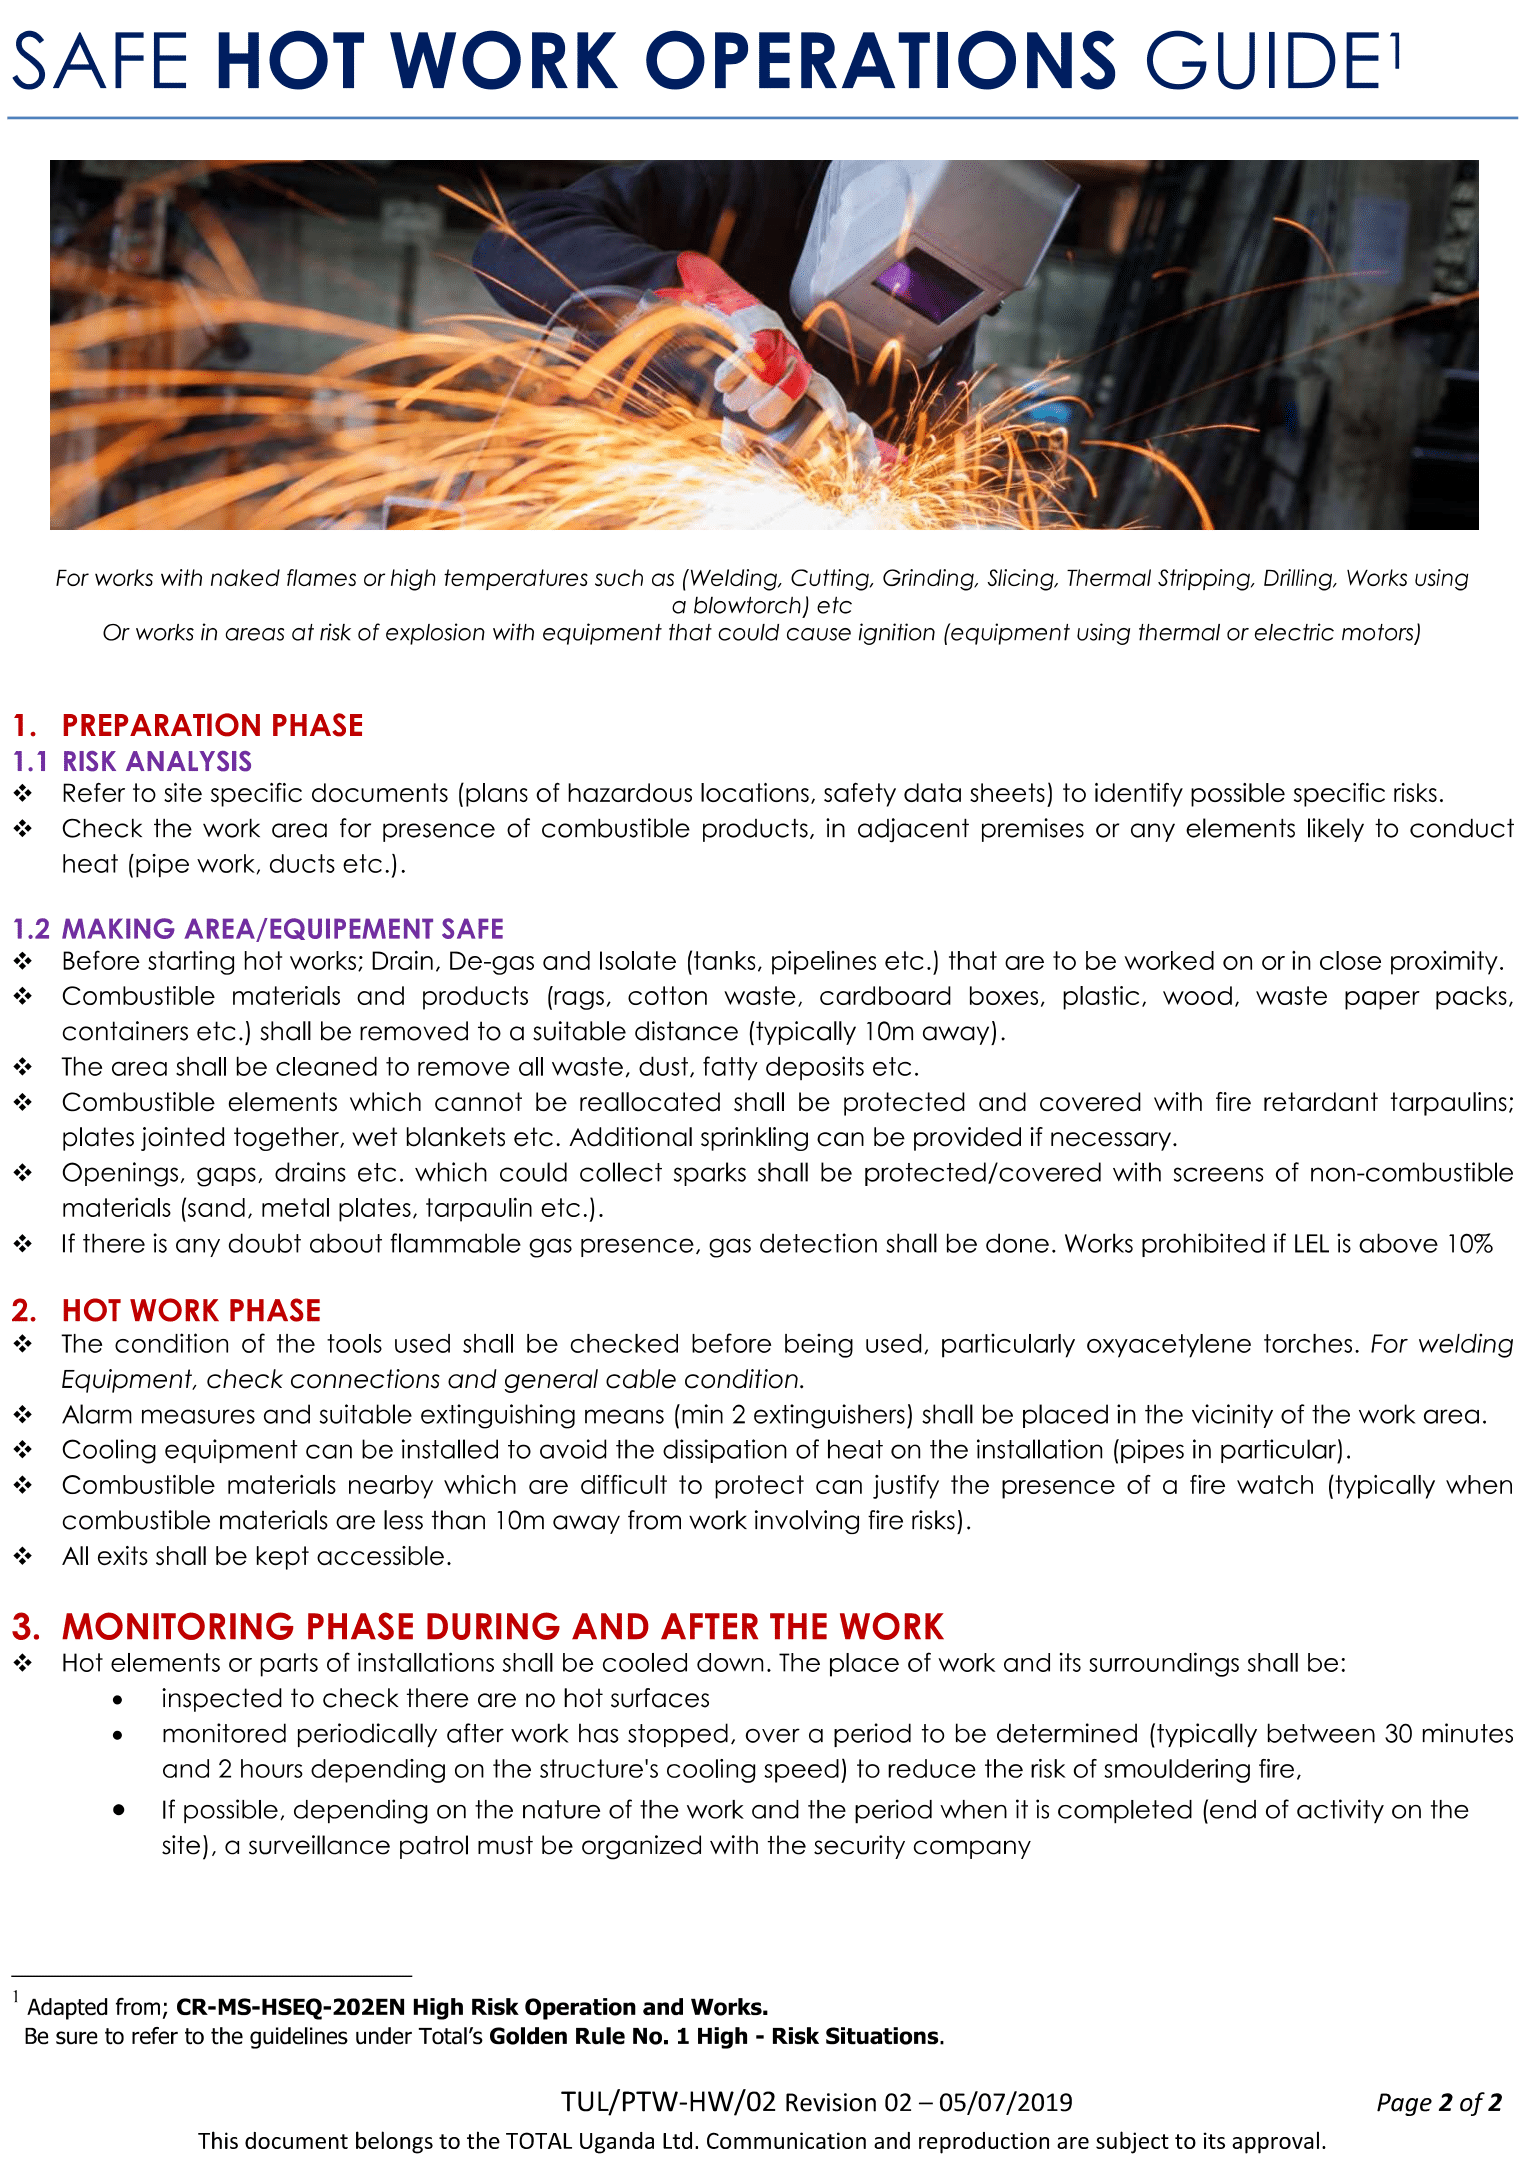 SAFE HOT WORK OPERATIONS GUIDE1
For works with naked flames or high temperatures such as (Welding, Cutting, Grinding, Slicing, Thermal Stripping, Drilling, Works using
a blowtorch) etc
Or works in areas at risk of explosion with equipment that could cause ignition (equipment using thermal or electric motors)
1. PREPARATION PHASE
1.1 RISK ANALYSIS
❖ Refer to site specific documents (plans of hazardous locations, safety data sheets) to identify possible specific risks.
❖ Check the work area for presence of combustible products, in adjacent premises or any elements likely to conduct
heat (pipe work, ducts etc.).
1.2 MAKING AREA/EQUIPEMENT SAFE
❖ Before starting hot works; Drain, De-gas and Isolate (tanks, pipelines etc.) that are to be worked on or in close proximity.
❖ Combustible materials and products (rags, cotton waste, cardboard boxes, plastic, wood, waste paper packs,
containers etc.) shall be removed to a suitable distance (typically 10m away).
❖ The area shall be cleaned to remove all waste, dust, fatty deposits etc.
❖ Combustible elements which cannot be reallocated shall be protected and covered with fire retardant tarpaulins;
plates jointed together, wet blankets etc. Additional sprinkling can be provided if necessary.
❖ Openings, gaps, drains etc. which could collect sparks shall be protected/covered with screens of non-combustible
materials (sand, metal plates, tarpaulin etc.).
❖ If there is any doubt about flammable gas presence, gas detection shall be done. Works prohibited if LEL is above 10%
2. HOT WORK PHASE
❖ The condition of the tools used shall be checked before being used, particularly oxyacetylene torches. For welding
Equipment, check connections and general cable condition.
❖ Alarm measures and suitable extinguishing means (min 2 extinguishers) shall be placed in the vicinity of the work area.
❖ Cooling equipment can be installed to avoid the dissipation of heat on the installation (pipes in particular).
❖ Combustible materials nearby which are difficult to protect can justify the presence of a fire watch (typically when
combustible materials are less than 10m away from work involving fire risks).
❖ All exits shall be kept accessible.
3. MONITORING PHASE DURING AND AFTER THE WORK
❖ Hot elements or parts of installations shall be cooled down. The place of work and its surroundings shall be:
• inspected to check there are no hot surfaces
• monitored periodically after work has stopped, over a period to be determined (typically between 30 minutes
and 2 hours depending on the structure's cooling speed) to reduce the risk of smouldering fire,
• If possible, depending on the nature of the work and the period when it is completed (end of activity on the
site), a surveillance patrol must be organized with the security company
1 Adapted from; CR-MS-HSEQ-202EN High Risk Operation and Works.
Be sure to refer to the guidelines under Total’s Golden Rule No. 1 High - Risk Situations.
TUL/PTW-HW/02 Revision 02 – 05/07/2019 Page 2 of 2
This document belongs to the TOTAL Uganda Ltd. Communication and reproduction are subject to its approval.